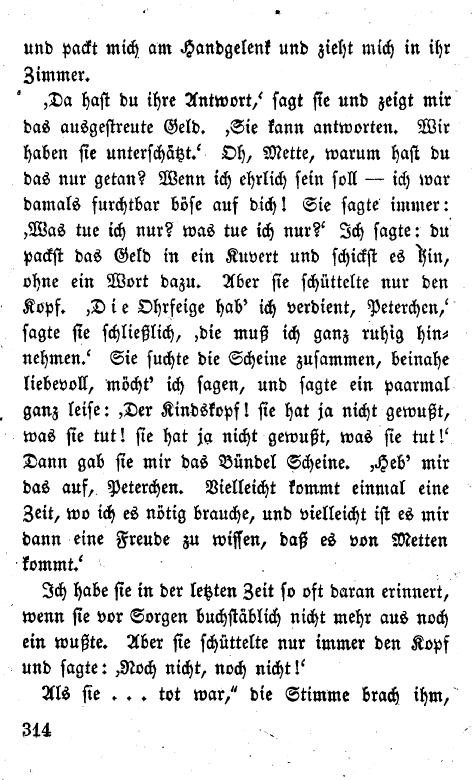 und packt mich am Handgelenk und zieht mich in ihr
Zimmer.
‚Da hast du ihre Antwort,‘ sagt sie und zeigt mir
das ausgestreute Geld. ‚Sie kann antworten. Wir
haben sie unterschätzt.‘ Oh, Mette, warum hast du
das nur getan? Wenn ich ehrlich sein soll — ich war
damals furchtbar böse auf dich! Sie sagte immer:
‚Was tue ich nur? was tue ich nur?‘ Ich sagte: du
packst das Geld in ein Kuvert und schickst es hin,
ohne ein Wort dazu. Aber sie schüttelte nur den
Kopf. ‚Die Ohrfeige hab’ ich verdient, Peterchen,‘
sagte sie schließlich, ‚die muß ich ganz ruhig hin-
nehmen.‘ Sie suchte die Scheine zusammen, beinahe
liebevoll, möcht’ ich sagen, und sagte ein paarmal
ganz leise: ‚Der Kindskopf! sie hat ja nicht gewußt,
was sie tut! sie hat ja nicht gewußt, was sie tut!‘
Dann gab sie mir das Bündel Scheine. ‚Heb’ mir
das auf, Peterchen. Vielleicht kommt einmal eine
Zeit, wo ich es nötig brauche, und vielleicht ist es mir
dann eine Freude zu wissen, daß es von Metten
kommt.‘
Ich habe sie in der letzten Zeit so oft daran erinnert,
wenn sie vor Sorgen buchstäblich nicht mehr aus noch
ein wußte. Aber sie schüttelte nur immer den Kopf
und sagte: ‚Noch nicht, noch nicht!‘
Als sie . . . tot war,“ die Stimme brach ihm,
314